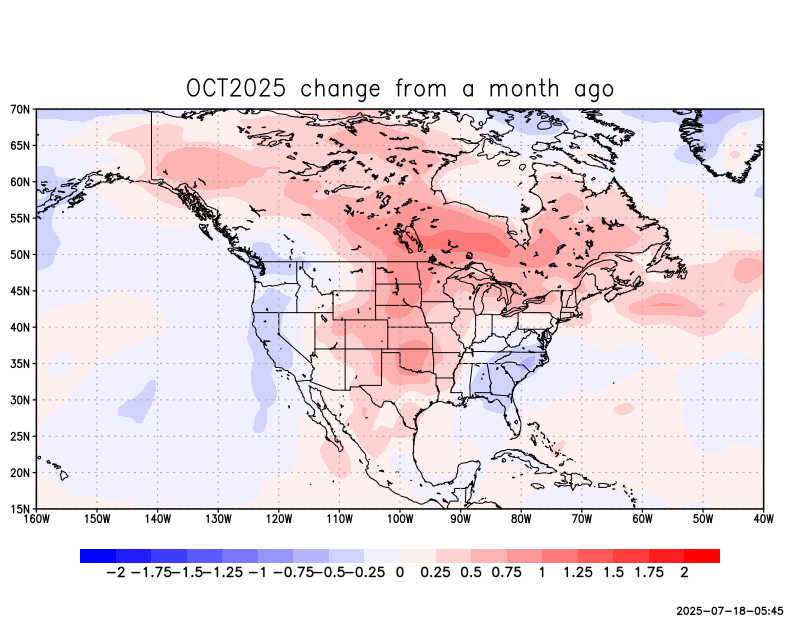 OCT2025 change from a month ago
70N
65N
60N
55N
50N
45N
40N
35N
30N
25N
20N
15N
160W 150W 140W 130W 120W 110W 100W 90W 80W 70W 60W 50W 40W
−2 −1.75 −1.5 −1.25 −1 −0.75 −0.5 −0.25 0 0.25 0.5 0.75 1 1.25 1.5 1.75 2
2025-07-18-05:45